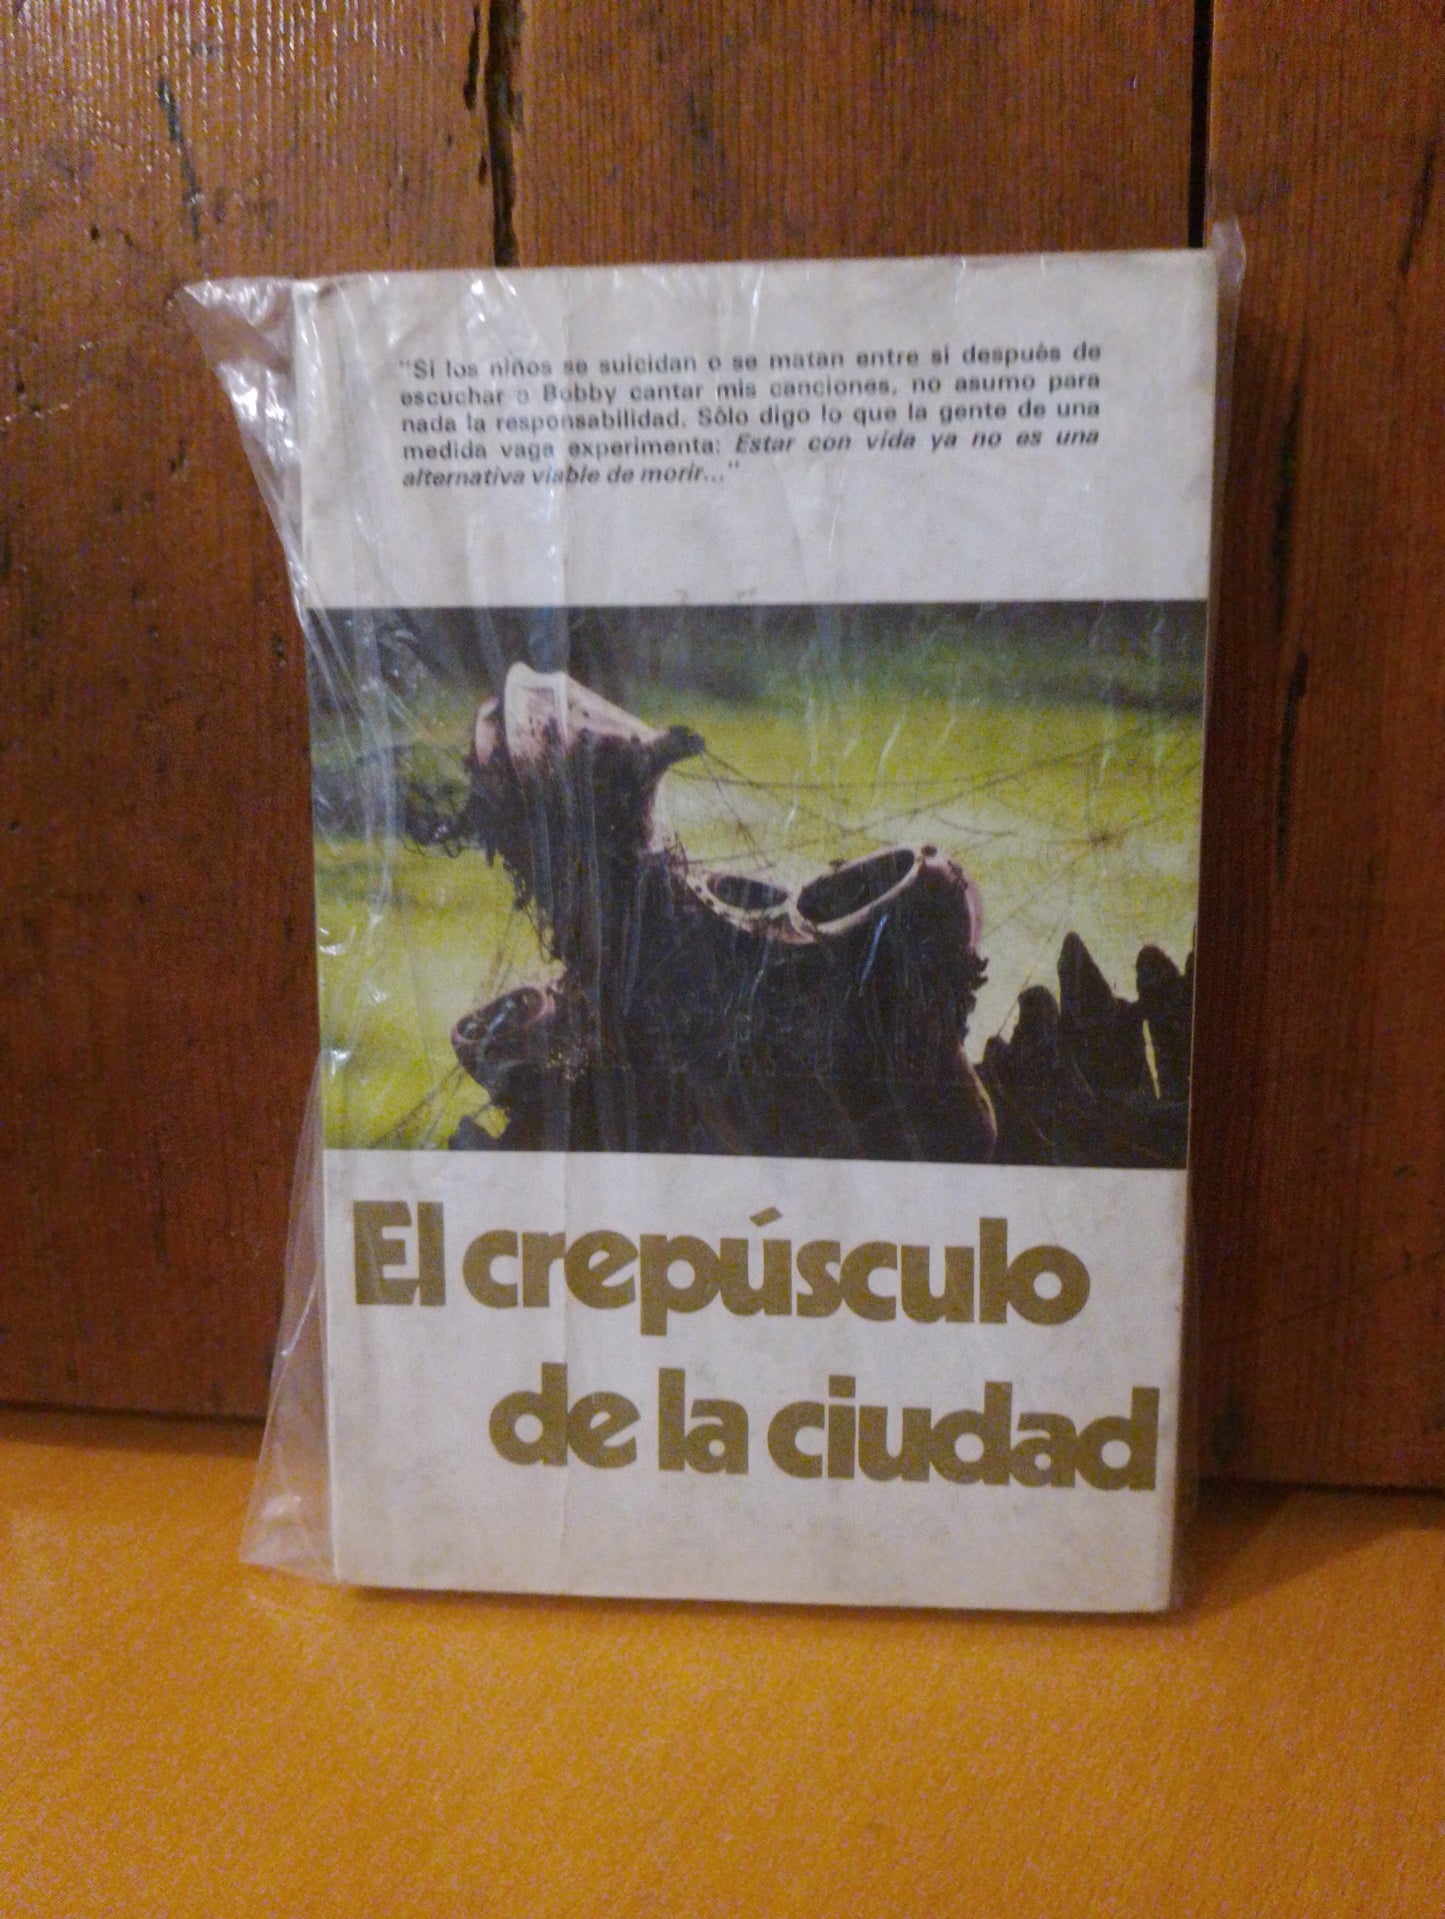 "Si los niños se suicidan o se matan entre si después de
escuchar a Bobby cantar mis canciones, no asumo para
nada la responsabilidad. Sólo digo lo que la gente de una
medida vaga experimenta: Estar con vida ya no es una
alternativa viable de morir..."
El crepúsculo
de la ciudad